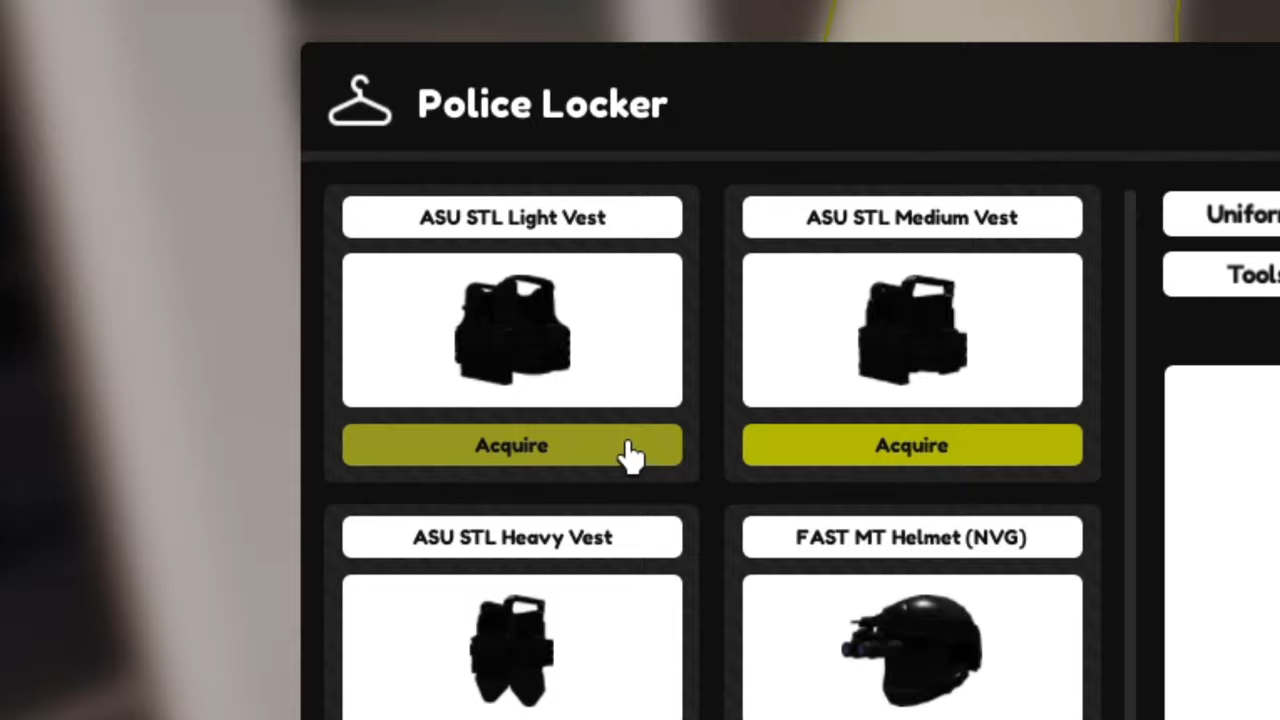 Police Locker
ASU STL Light Vest
ASU STL Medium Vest
Acquire
Acquire
ASU STL Heavy Vest
FAST MT Helmet (NVG)
Tools